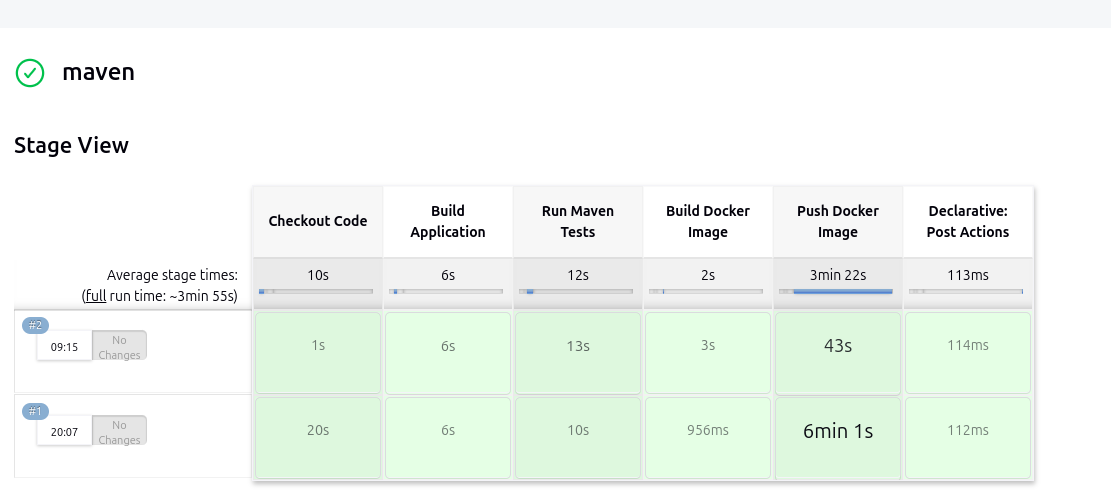 maven
Stage View
Checkout Code
Build
Application
Run Maven
Tests
Build Docker
Image
Push Docker
Image
Declarative:
Post Actions
Average stage times:
(full run time: ~3min 55s)
10s
6s
12s
2s
3min 22s
113ms
#2
09:15
No
Changes
1s
6s
13s
3s
43s
114ms
#1
20:07
No
Changes
20s
6s
10s
956ms
6min 1s
112ms